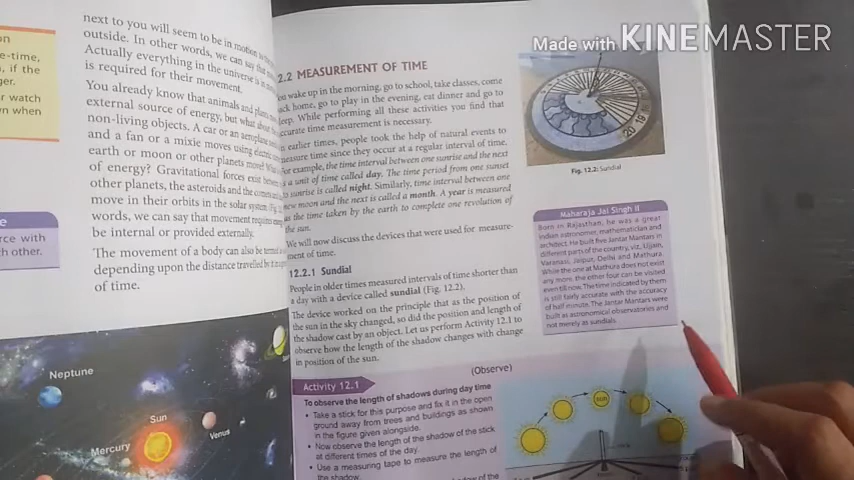 Made with KINEMASTER
on
e-time,
, if the
ger.
r watch
n when
e
rce with
ch other.
next to you will seem to be in motion
outside. In other words, we can say that
Actually everything in the universe is in
is required for their movement.
You already know that animals and plants
external source of energy, but what about
non-living objects. A car or an aeroplane
and a fan or a mixie moves using electric
earth or moon or other planets move?
of energy? Gravitational forces exist between
other planets, the asteroids and the comets
move in their orbits in the solar system
words, we can say that movement requires
be internal or provided externally.
The movement of a body can also be termed
depending upon the distance travelled by it
of time.
Neptune
Sun
Mercury
Venus
2.2 MEASUREMENT OF TIME
ou wake up in the morning, go to school, take classes, come
ack home, go to play in the evening, eat dinner and go to
eep. While performing all these activities you find that
ccurate time measurement is necessary.
n earlier times, people took the help of natural events to
measure time since they occur at a regular interval of time.
For example, the time interval between one sunrise and the next
s a unit of time called day. The time period from one sunset
to sunrise is called night. Similarly, time interval between one
new moon and the next is called a month. A year is measured
as the time taken by the earth to complete one revolution of
the sun.
We will now discuss the devices that were used for measure-
ment of time.
12.2.1 Sundial
People in older times measured intervals of time shorter than
a day with a device called sundial (Fig. 12.2).
The device worked on the principle that as the position of
the sun in the sky changed, so did the position and length of
the shadow cast by an object. Let us perform Activity 12.1 to
observe how the length of the shadow changes with change
in position of the sun.
Fig. 12.2: Sundial
Maharaja Jai Singh II
Born in Rajasthan, he was a great
Indian astronomer, mathematician and
architect. He built five Jantar Mantars in
different parts of the country, viz. Ujjain,
Varanasi, Jaipur, Delhi and Mathura.
While the one at Mathura does not exist
any more, the other four can be visited
even till now. The time indicated by them
is still fairly accurate with the accuracy
of half minute. The Jantar Mantars were
built as astronomical observatories and
not merely as sundials.
Activity 12.1
(Observe)
To observe the length of shadows during day time
• Take a stick for this purpose and fix it in the open
ground away from trees and buildings as shown
in the figure given alongside.
• Now observe the length of the shadow of the stick
at different times of the day.
• Use a measuring tape to measure the length of
the shadow.
sun